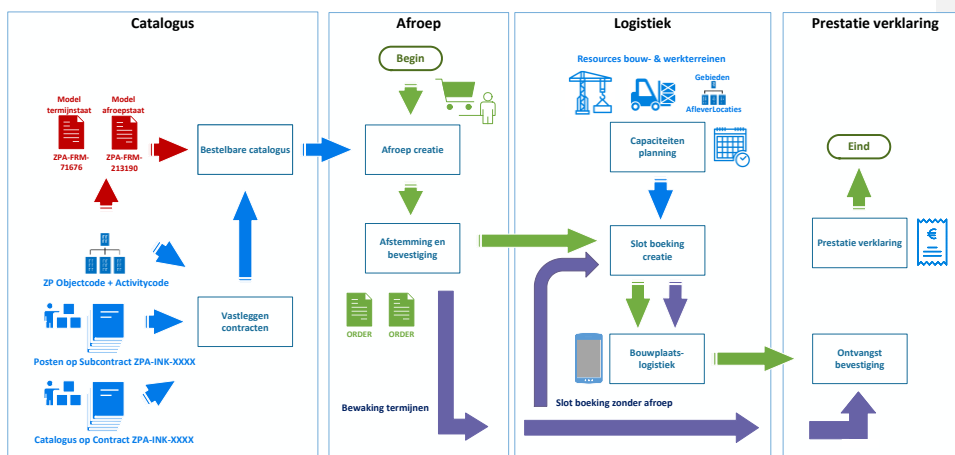 Catalogus
Model
termijnstaat
Model
afroepstaat
ZPA-FRM-
71676
ZPA-FRM-
213190
Bestelbare catalogus
ZP Objectcode + Activitycode
Vastleggen
contracten
Posten op Subcontract ZPA-INK-XXXX
Catalogus op Contract ZPA-INK-XXXX
Afroep
Begin
Afroep creatie
Afstemming en
bevestiging
ORDER
ORDER
Bewaking termijnen
Logistiek
Resources bouw- & werkterreinen
Gebieden
AfleverLocaties
Capaciteiten
planning
Slot boeking
creatie
Bouwplaats-
logistiek
Slot boeking zonder afroep
Prestatie verklaring
Eind
Prestatie verklaring
€
Ontvangst
bevestiging